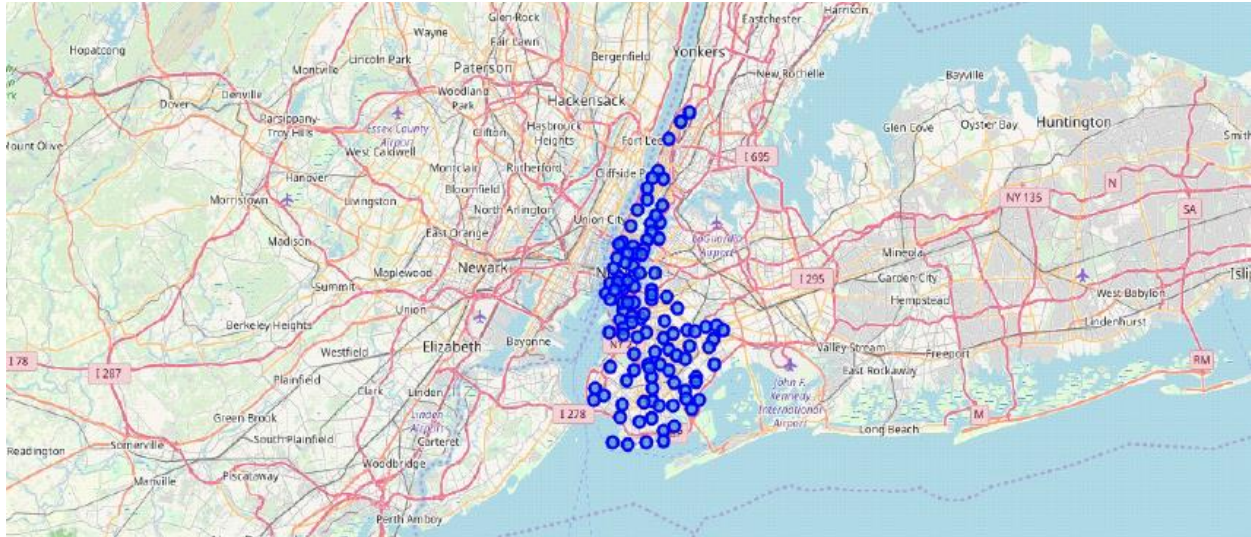 Glen Rock
Eastchester
Harrison
Wayne
Fair Lawn
Hopatcong
Lincoln Park
Bergenfield
Yonkers
Montville
Paterson
New Rochelle
Bayville
Denville
Woodland
Park
Hackensack
Dover
Parsippany-
Troy Hills
Essex County
Airport
Clifton
Hasbrouck
Heights
Fort Lee
Glen Cove
Oyster Bay
Huntington
Mount Olive
West Caldwell
I 695
Hanover
Montclair
Rutherford
Cliffside
N
Morristown
Livingston
Bloomfield
NY 135
SA
North Arlington
Union City
LaGuardia
Airport
Madison
East Orange
Mineola
Maplewood
Newark
I 295
Garden City
Summit
Union
Hempstead
West Babylon
Berkeley Heights
Lindenhurst
Elizabeth
Bayonne
Valley Stream
Freeport
I 78
I 287
Westfield
East Rockaway
RM
Plainfield
Clark
Linden
John F.
Kennedy
International
Airport
Green Brook
Linden
Airport
I 278
M
Long Beach
South Plainfield
Somerville
Carteret
Readington
Woodbridge
Manville
Piscataway
Perth Amboy